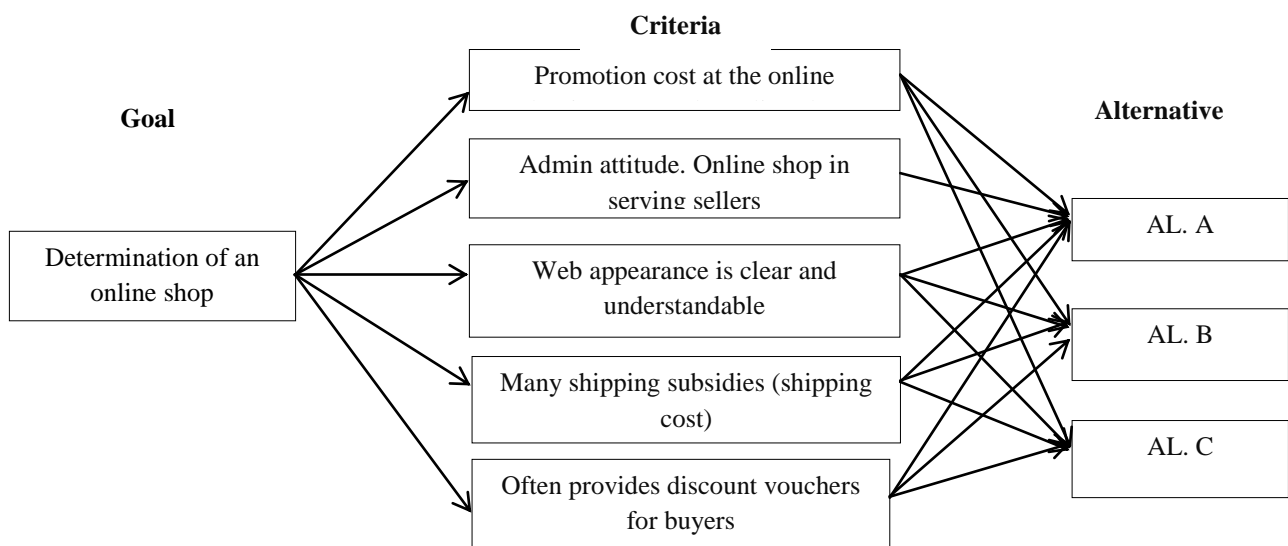 Criteria
Goal
Alternative
Promotion cost at the online
Admin attitude. Online shop in
serving sellers
Determination of an
online shop
Web appearance is clear and
understandable
Many shipping subsidies (shipping
cost)
Often provides discount vouchers
for buyers
AL. A
AL. B
AL. C